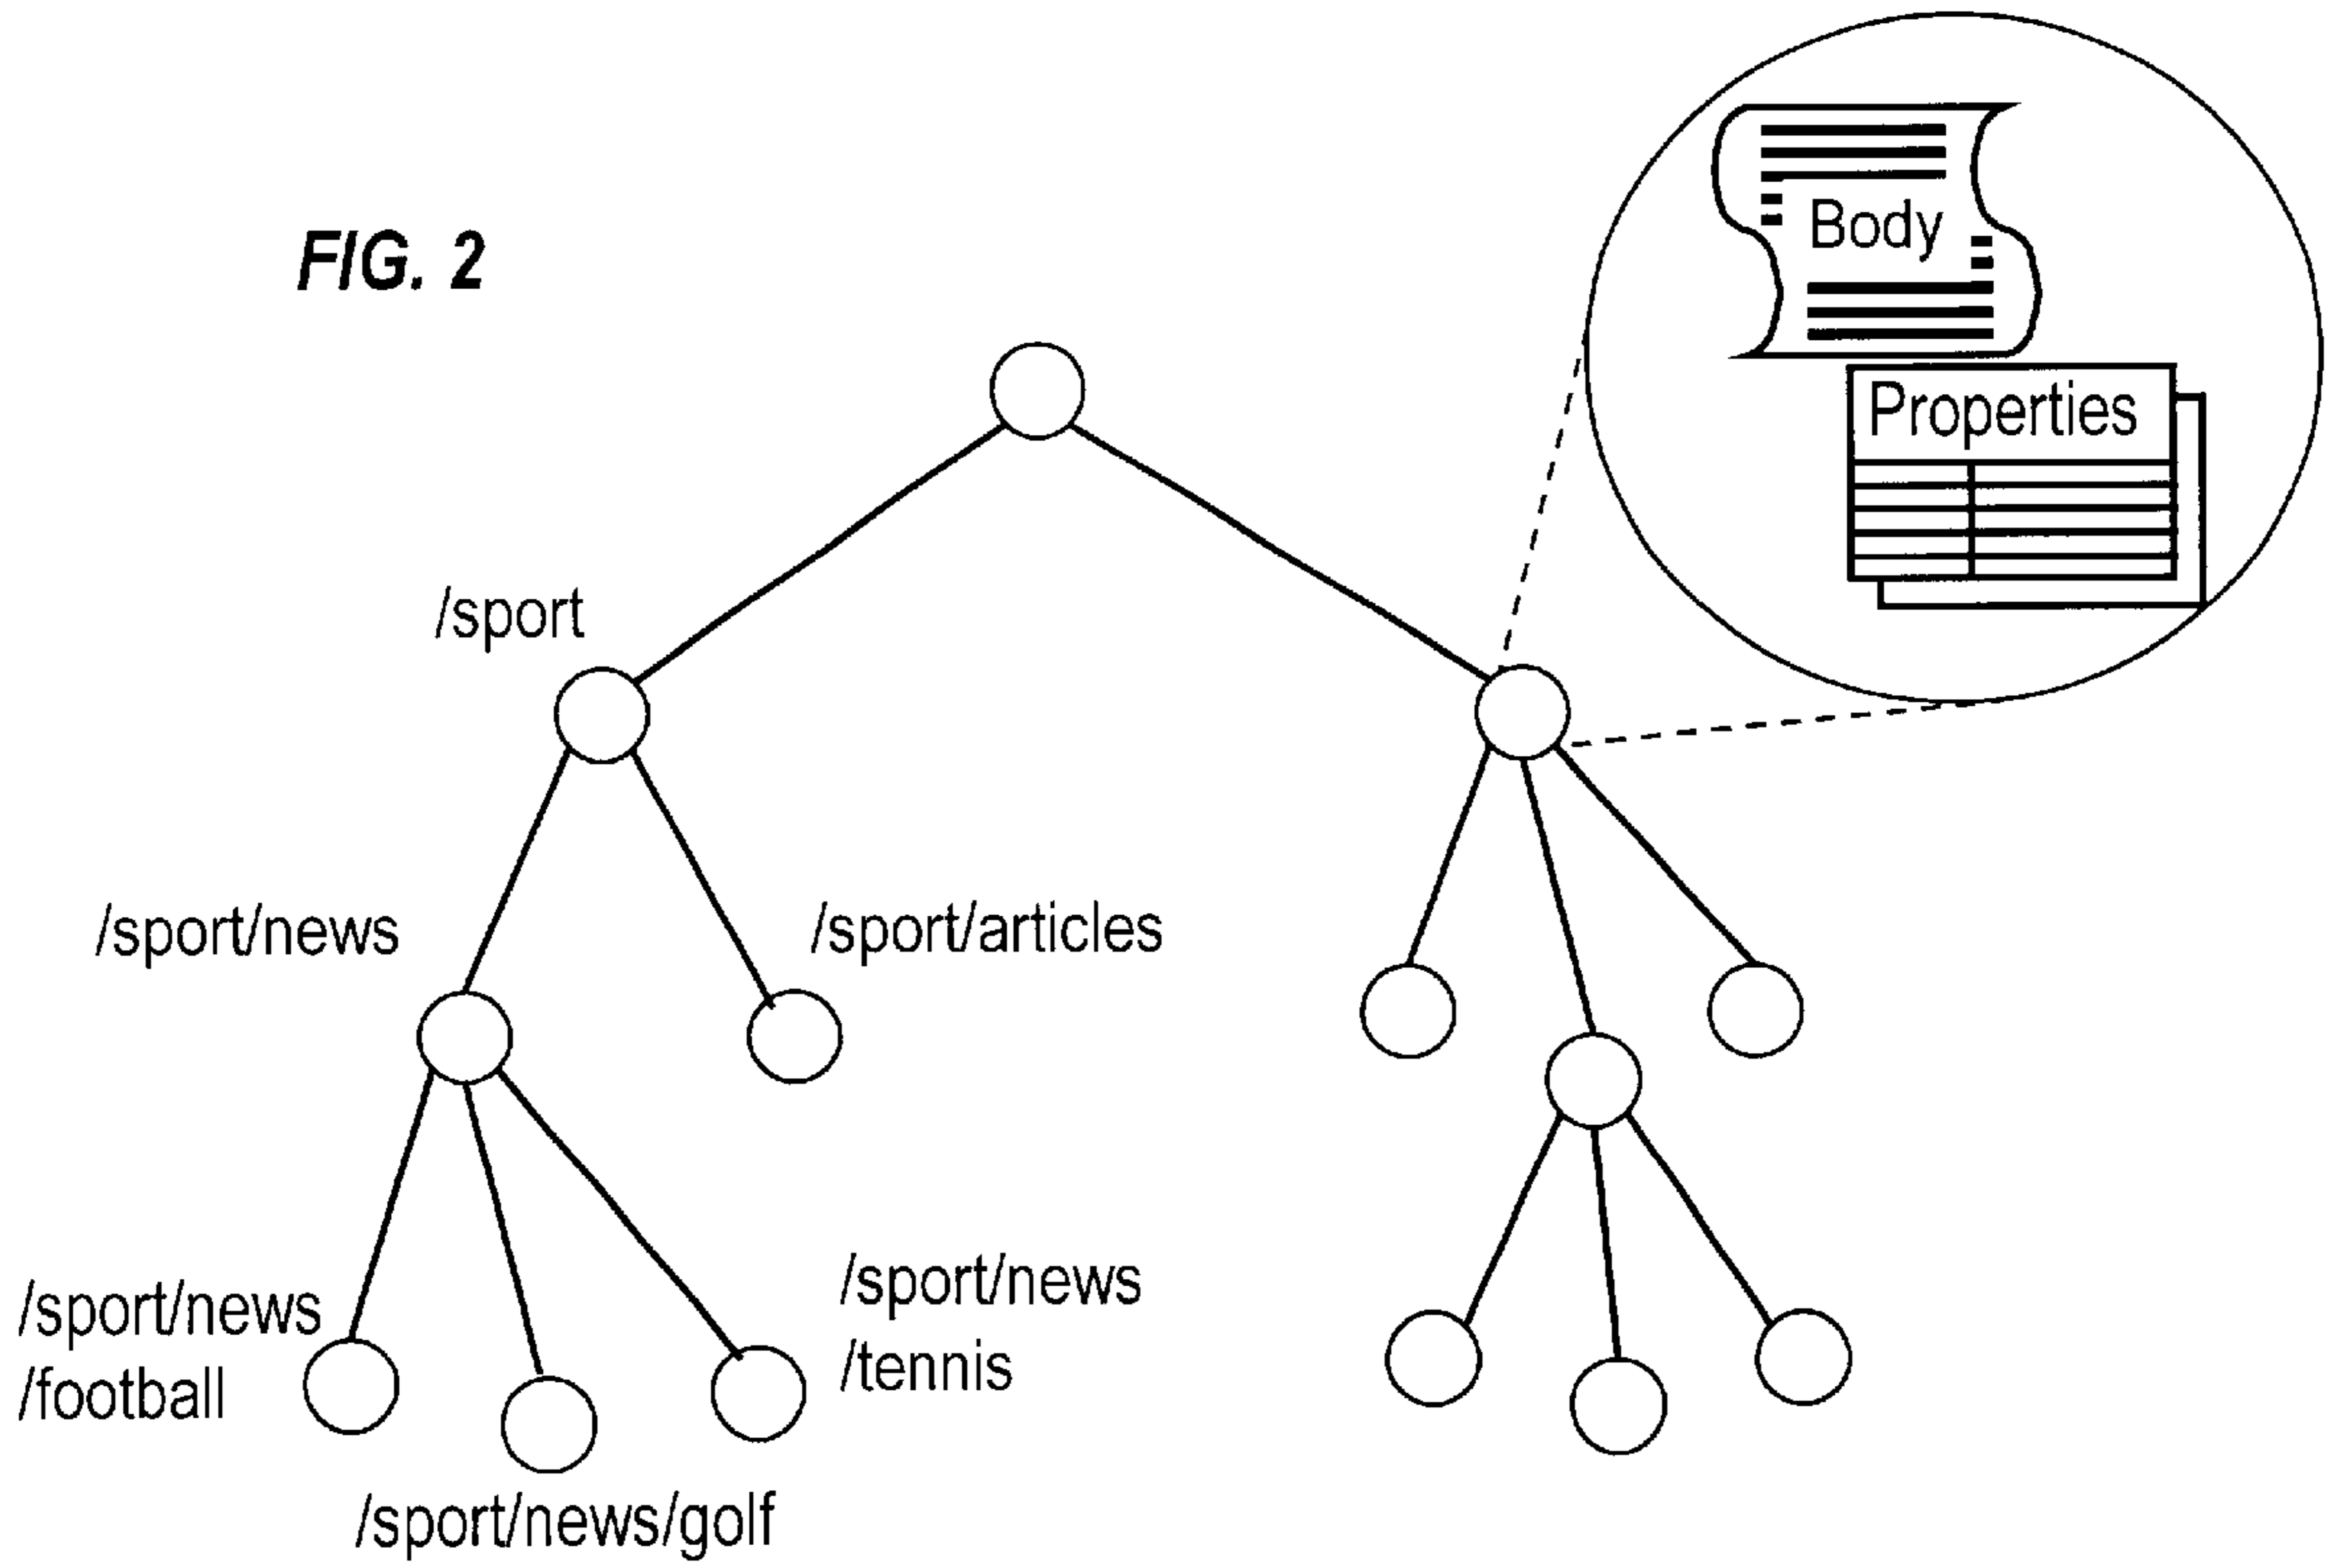 FIG. 2
Body
Properties
/sport
/sport/news
/sport/articles
/sport/news
/football
/sport/news
/tennis
/sport/news/golf